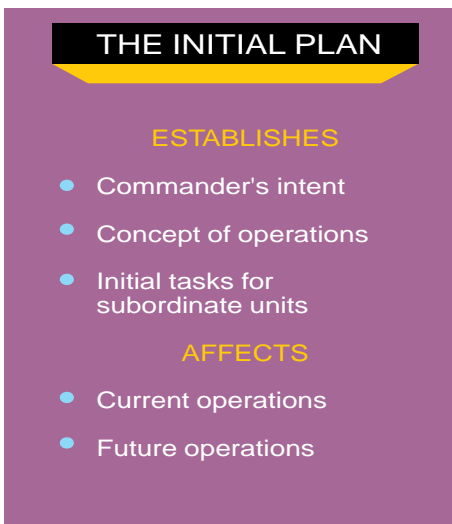 THE INITIAL PLAN
ESTABLISHES
Commander's intent
Concept of operations
Initial tasks for
subordinate units
AFFECTS
Current operations
Future operations